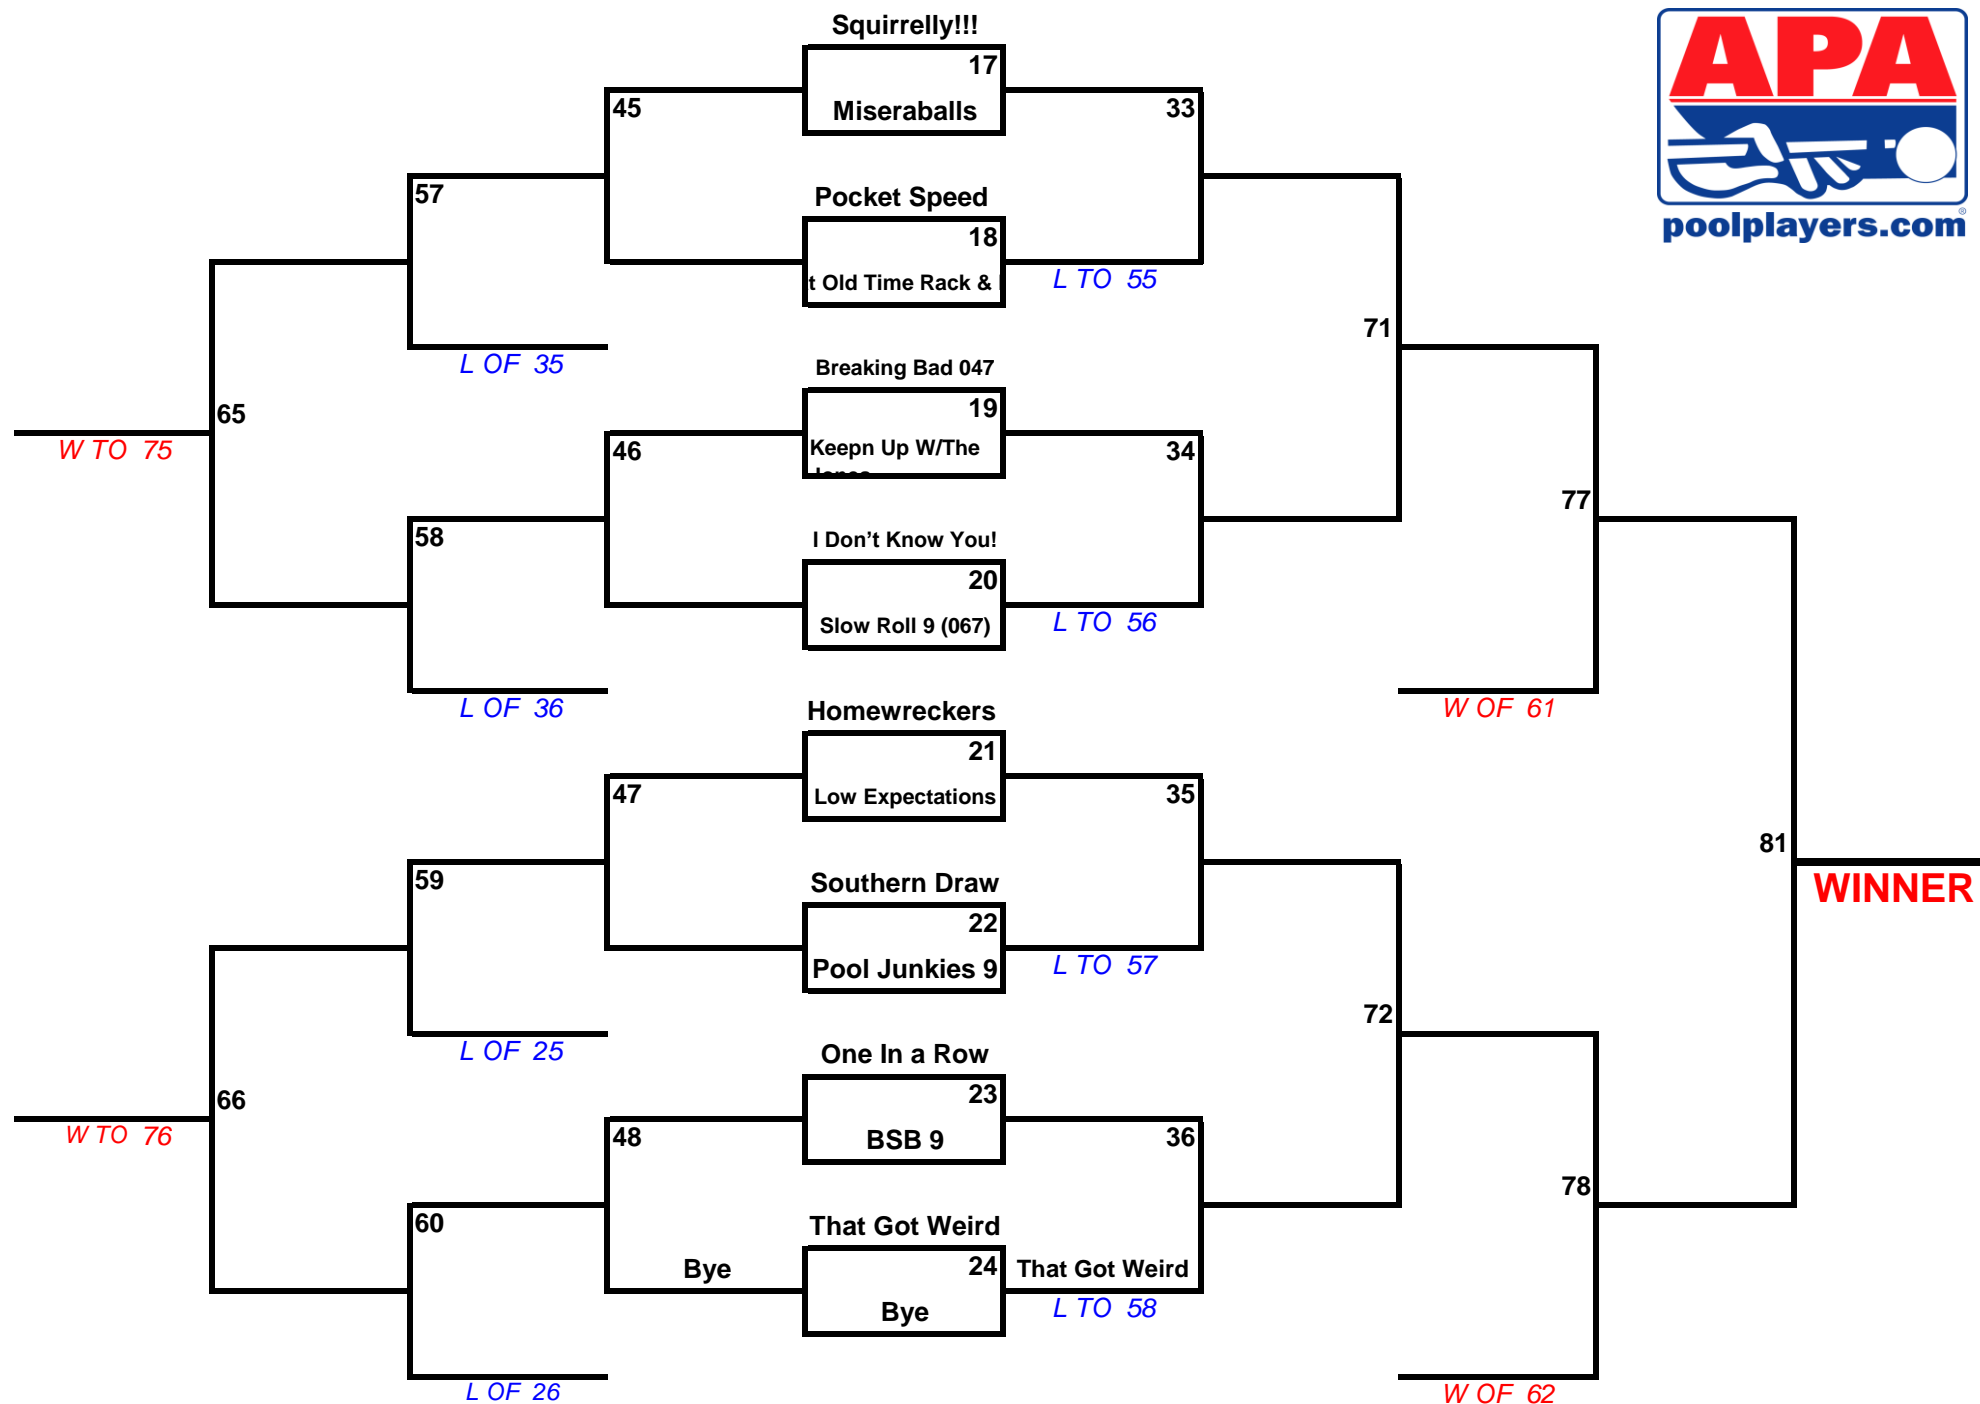 Squirrelly!!!
17
45
Miseraballs
33
APA
57
Pocket Speed
18
t Old Time Rack &
L TO 55
poolplayers.com
®
71
L OF 35
Breaking Bad 047
19
65
W TO 75
46
Keepn Up W/The
34
77
58
I Don't Know You!
20
Slow Roll 9 (067)
L TO 56
L OF 36
W OF 61
Homewreckers
21
47
Low Expectations
35
81
59
Southern Draw
WINNER
22
Pool Junkies 9
L TO 57
72
L OF 25
One In a Row
23
66
W TO 76
48
BSB 9
36
78
60
That Got Weird
Bye
24
That Got Weird
Bye
L TO 58
L OF 26
W OF 62